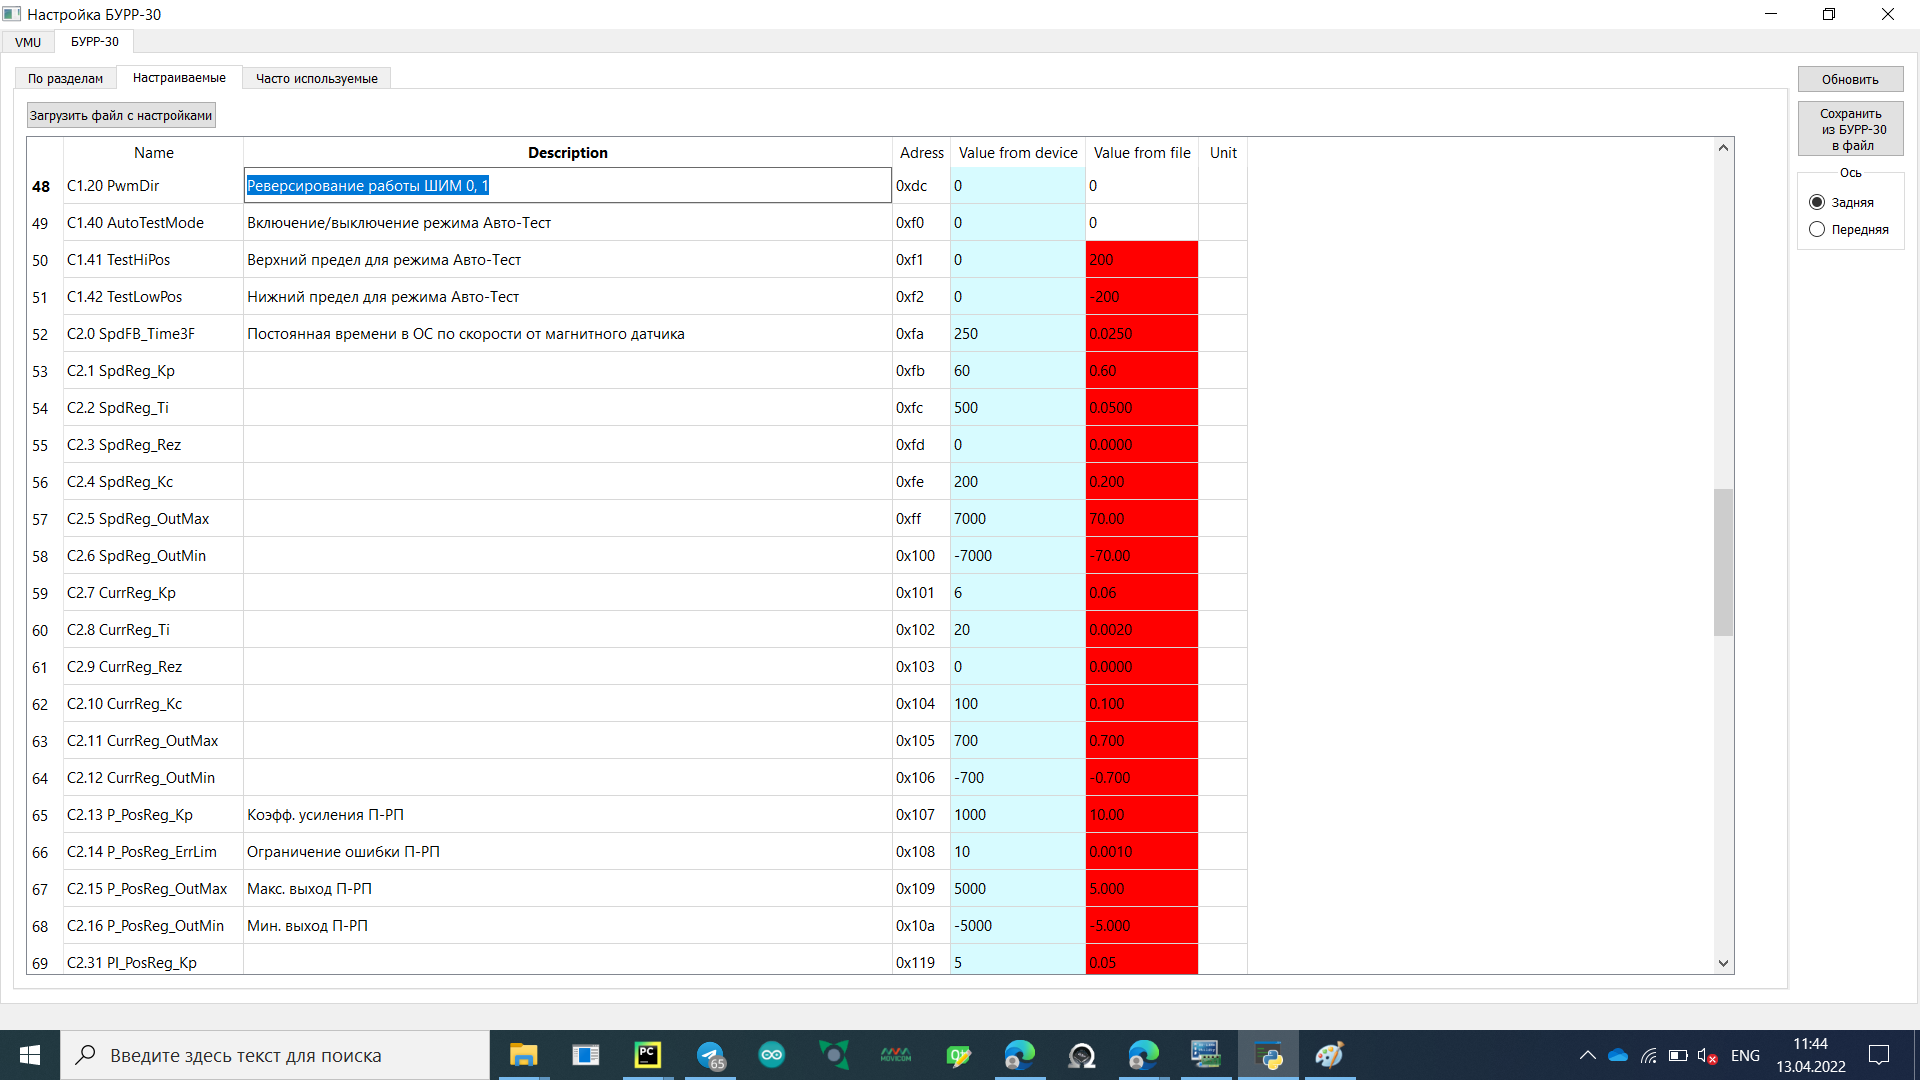 Настройка БУРР-30
VMU БУРР-30
По разделам Настраиваемые Часто используемые
Загрузить файл с настройками
Обновить
Сохранить
из БУРР-30
в файл
Ось
Задняя
Передняя
Name Description Adress Value from device Value from file Unit
48 C1.20 PwmDir Реверсирование работы ШИМ 0, 1 0xdc 0 0
49 C1.40 AutoTestMode Включение/выключение режима Авто-Тест 0xf0 0 0
50 C1.41 TestHiPos Верхний предел для режима Авто-Тест 0xf1 0 200
51 C1.42 TestLowPos Нижний предел для режима Авто-Тест 0xf2 0 -200
52 C2.0 SpdFB_Time3F Постоянная времени в ОС по скорости от магнитного датчика 0xfa 250 0.0250
53 C2.1 SpdReg_Kp 0xfb 60 0.60
54 C2.2 SpdReg_Ti 0xfc 500 0.0500
55 C2.3 SpdReg_Rez 0xfd 0 0.0000
56 C2.4 SpdReg_Kc 0xfe 200 0.200
57 C2.5 SpdReg_OutMax 0xff 7000 70.00
58 C2.6 SpdReg_OutMin 0x100 -7000 -70.00
59 C2.7 CurrReg_Kp 0x101 6 0.06
60 C2.8 CurrReg_Ti 0x102 20 0.0020
61 C2.9 CurrReg_Rez 0x103 0 0.0000
62 C2.10 CurrReg_Kc 0x104 100 0.100
63 C2.11 CurrReg_OutMax 0x105 700 0.700
64 C2.12 CurrReg_OutMin 0x106 -700 -0.700
65 C2.13 P_PosReg_Kp Коэфф. усиления П-РП 0x107 1000 10.00
66 C2.14 P_PosReg_ErrLim Ограничение ошибки П-РП 0x108 10 0.0010
67 C2.15 P_PosReg_OutMax Макс. выход П-РП 0x109 5000 5.000
68 C2.16 P_PosReg_OutMin Мин. выход П-РП 0x10a -5000 -5.000
69 C2.31 PI_PosReg_Kp 0x119 5 0.05
Введите здесь текст для поиска
PC
65
MOVICOM
ENG
11:44
13.04.2022